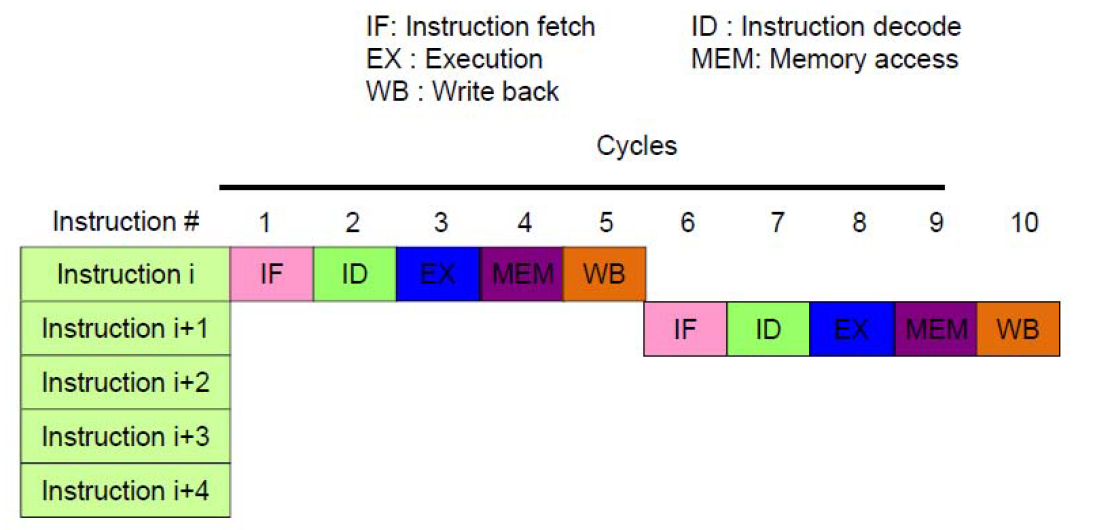 IF: Instruction fetch ID : Instruction decode
EX : Execution MEM: Memory access
WB : Write back
Cycles
Instruction # 1 2 3 4 5 6 7 8 9 10
Instruction i IF ID EX MEM WB
Instruction i+1 IF ID EX MEM WB
Instruction i+2
Instruction i+3
Instruction i+4